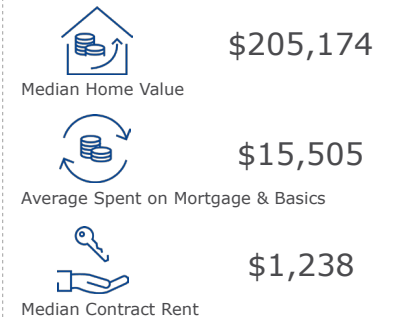 $205,174
Median Home Value
$15,505
Average Spent on Mortgage & Basics
$1,238
Median Contract Rent